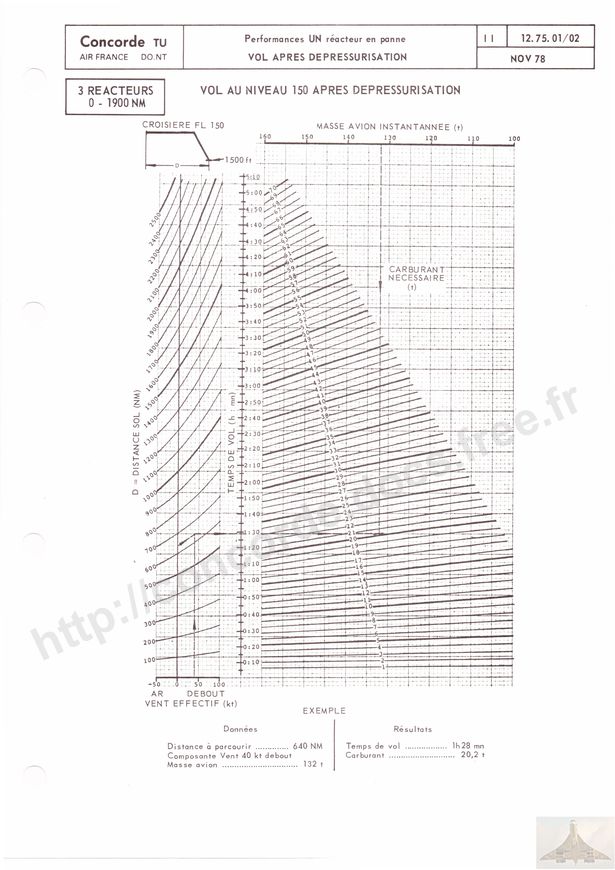 Concorde TU
AIR FRANCE DO.NT
Performances UN réacteur en panne
VOL APRES DEPRESSURISATION
II
12.75.01/02
NOV 78
3 REACTEURS
0 - 1900 NM
VOL AU NIVEAU 150 APRES DEPRESSURISATION
CROISIERE FL 150
D
1500 ft
MASSE AVION INSTANTANNEE (t)
160 150 140 130 120 110 100
CARBURANT
NECESSAIRE
(t)
D = DISTANCE SOL (NM)
2500
2400
2300
2200
2100
2000
1900
1800
1700
1600
1500
1400
1300
1200
1100
1000
900
800
700
600
500
400
300
200
100
TEMPS DE VOL (h mn)
5:10
5:00
4:50
4:40
4:30
4:20
4:10
4:00
3:50
3:40
3:30
3:20
3:10
3:00
2:50
2:40
2:30
2:20
2:10
2:00
1:50
1:40
1:30
1:20
1:10
1:00
0:50
0:40
0:30
0:20
0:10
-50 0 50 100
AR DEBOUT
VENT EFFECTIF (kt)
EXEMPLE
Données
Distance à parcourir .............. 640 NM
Composante Vent 40 kt debout
Masse avion ................................ 132 t
Résultats
Temps de vol .................. 1h 28 mn
Carburant ............................ 20,2 t
http://concorde.docs.free.fr